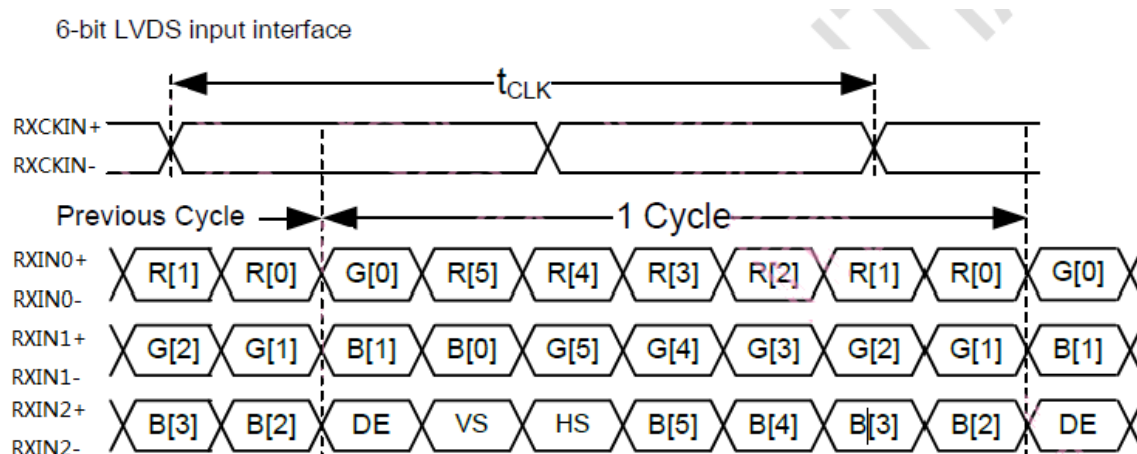 6-bit LVDS input interface
tCLK
RXCKIN+
RXCKIN-
Previous Cycle 1 Cycle
RXIN0+
R[1] R[0] G[0] R[5] R[4] R[3] R[2] R[1] R[0] G[0]
RXIN0-
RXIN1+
G[2] G[1] B[1] B[0] G[5] G[4] G[3] G[2] G[1] B[1]
RXIN1-
RXIN2+
B[3] B[2] DE VS HS B[5] B[4] B[3] B[2] DE
RXIN2-